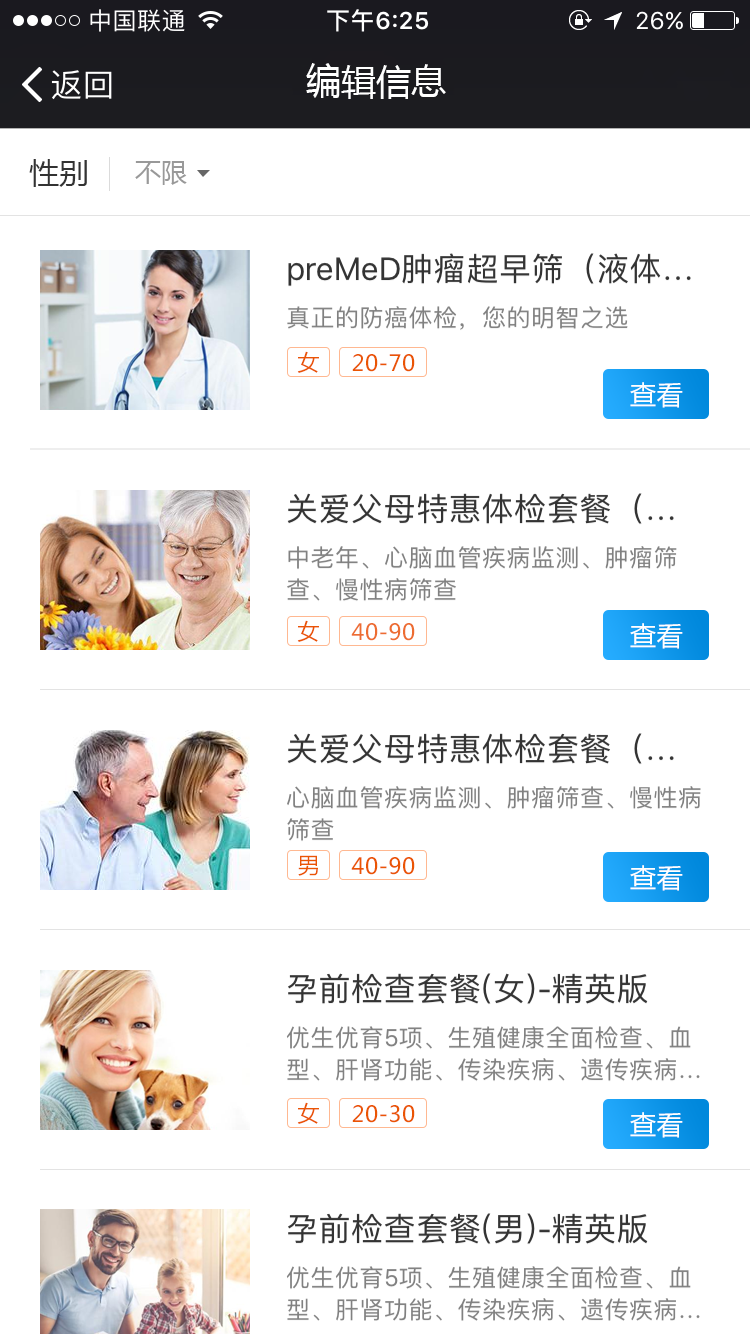 中国联通
下午6:25
26%
返回
编辑信息
性别
不限
preMeD肿瘤超早筛（液体...
真正的防癌体检，您的明智之选
女
20-70
查看
关爱父母特惠体检套餐（...
中老年、心脑血管疾病监测、肿瘤筛
查、慢性病筛查
女
40-90
查看
关爱父母特惠体检套餐（...
心脑血管疾病监测、肿瘤筛查、慢性病
筛查
男
40-90
查看
孕前检查套餐(女)-精英版
优生优育5项、生殖健康全面检查、血
型、肝肾功能、传染疾病、遗传疾病...
女
20-30
查看
孕前检查套餐(男)-精英版
优生优育5项、生殖健康全面检查、血
型、肝肾功能、传染疾病、遗传疾病...